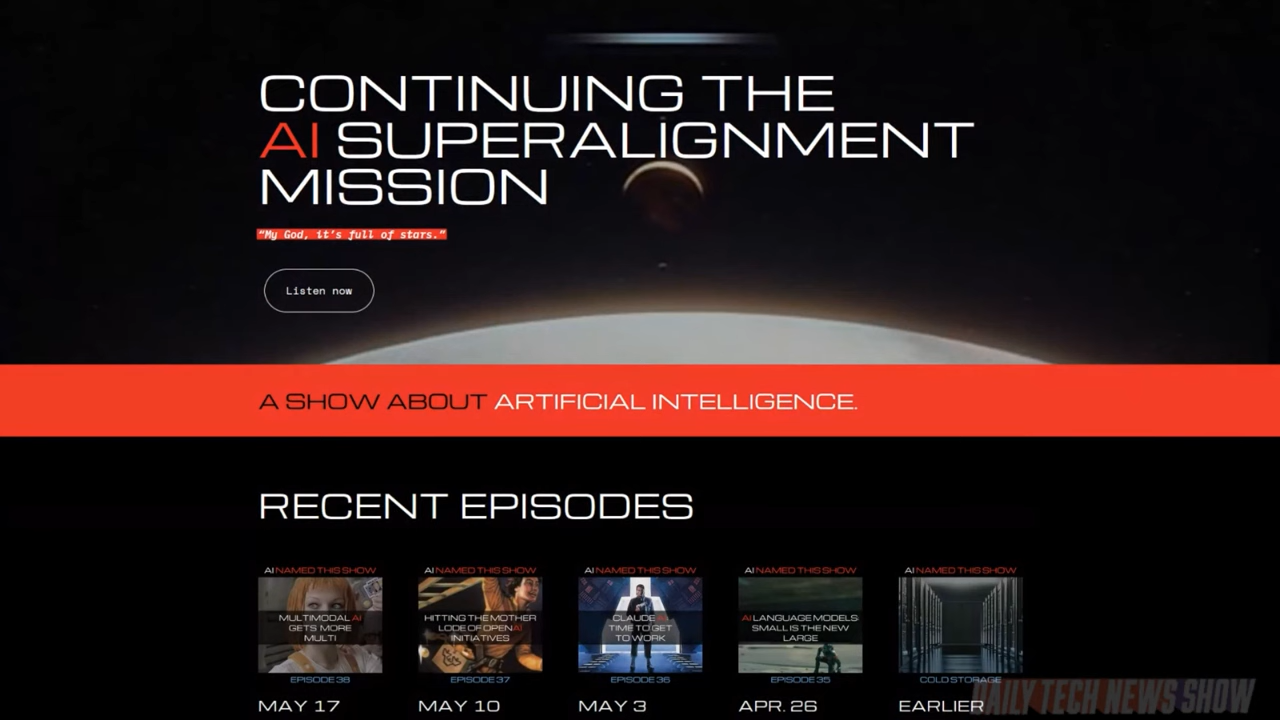 CONTINUING THE
AI SUPERALIGNMENT
MISSION
“My God, it’s full of stars.”
Listen now
A SHOW ABOUT ARTIFICIAL INTELLIGENCE.
RECENT EPISODES
AI NAMED THIS SHOW
MULTIMODAL AI
GETS MORE
MULTI
EPISODE 38
MAY 17
AI NAMED THIS SHOW
HITTING THE MOTHER
LODE OF OPENAI
INITIATIVES
EPISODE 37
MAY 10
AI NAMED THIS SHOW
CLAUDE AI
TIME TO GET
TO WORK
EPISODE 36
MAY 3
AI NAMED THIS SHOW
AI LANGUAGE MODELS:
SMALL IS THE NEW
LARGE
EPISODE 35
APR. 26
AI NAMED THIS SHOW
COLD STORAGE
EARLIER
DAILY TECH NEWS SHOW